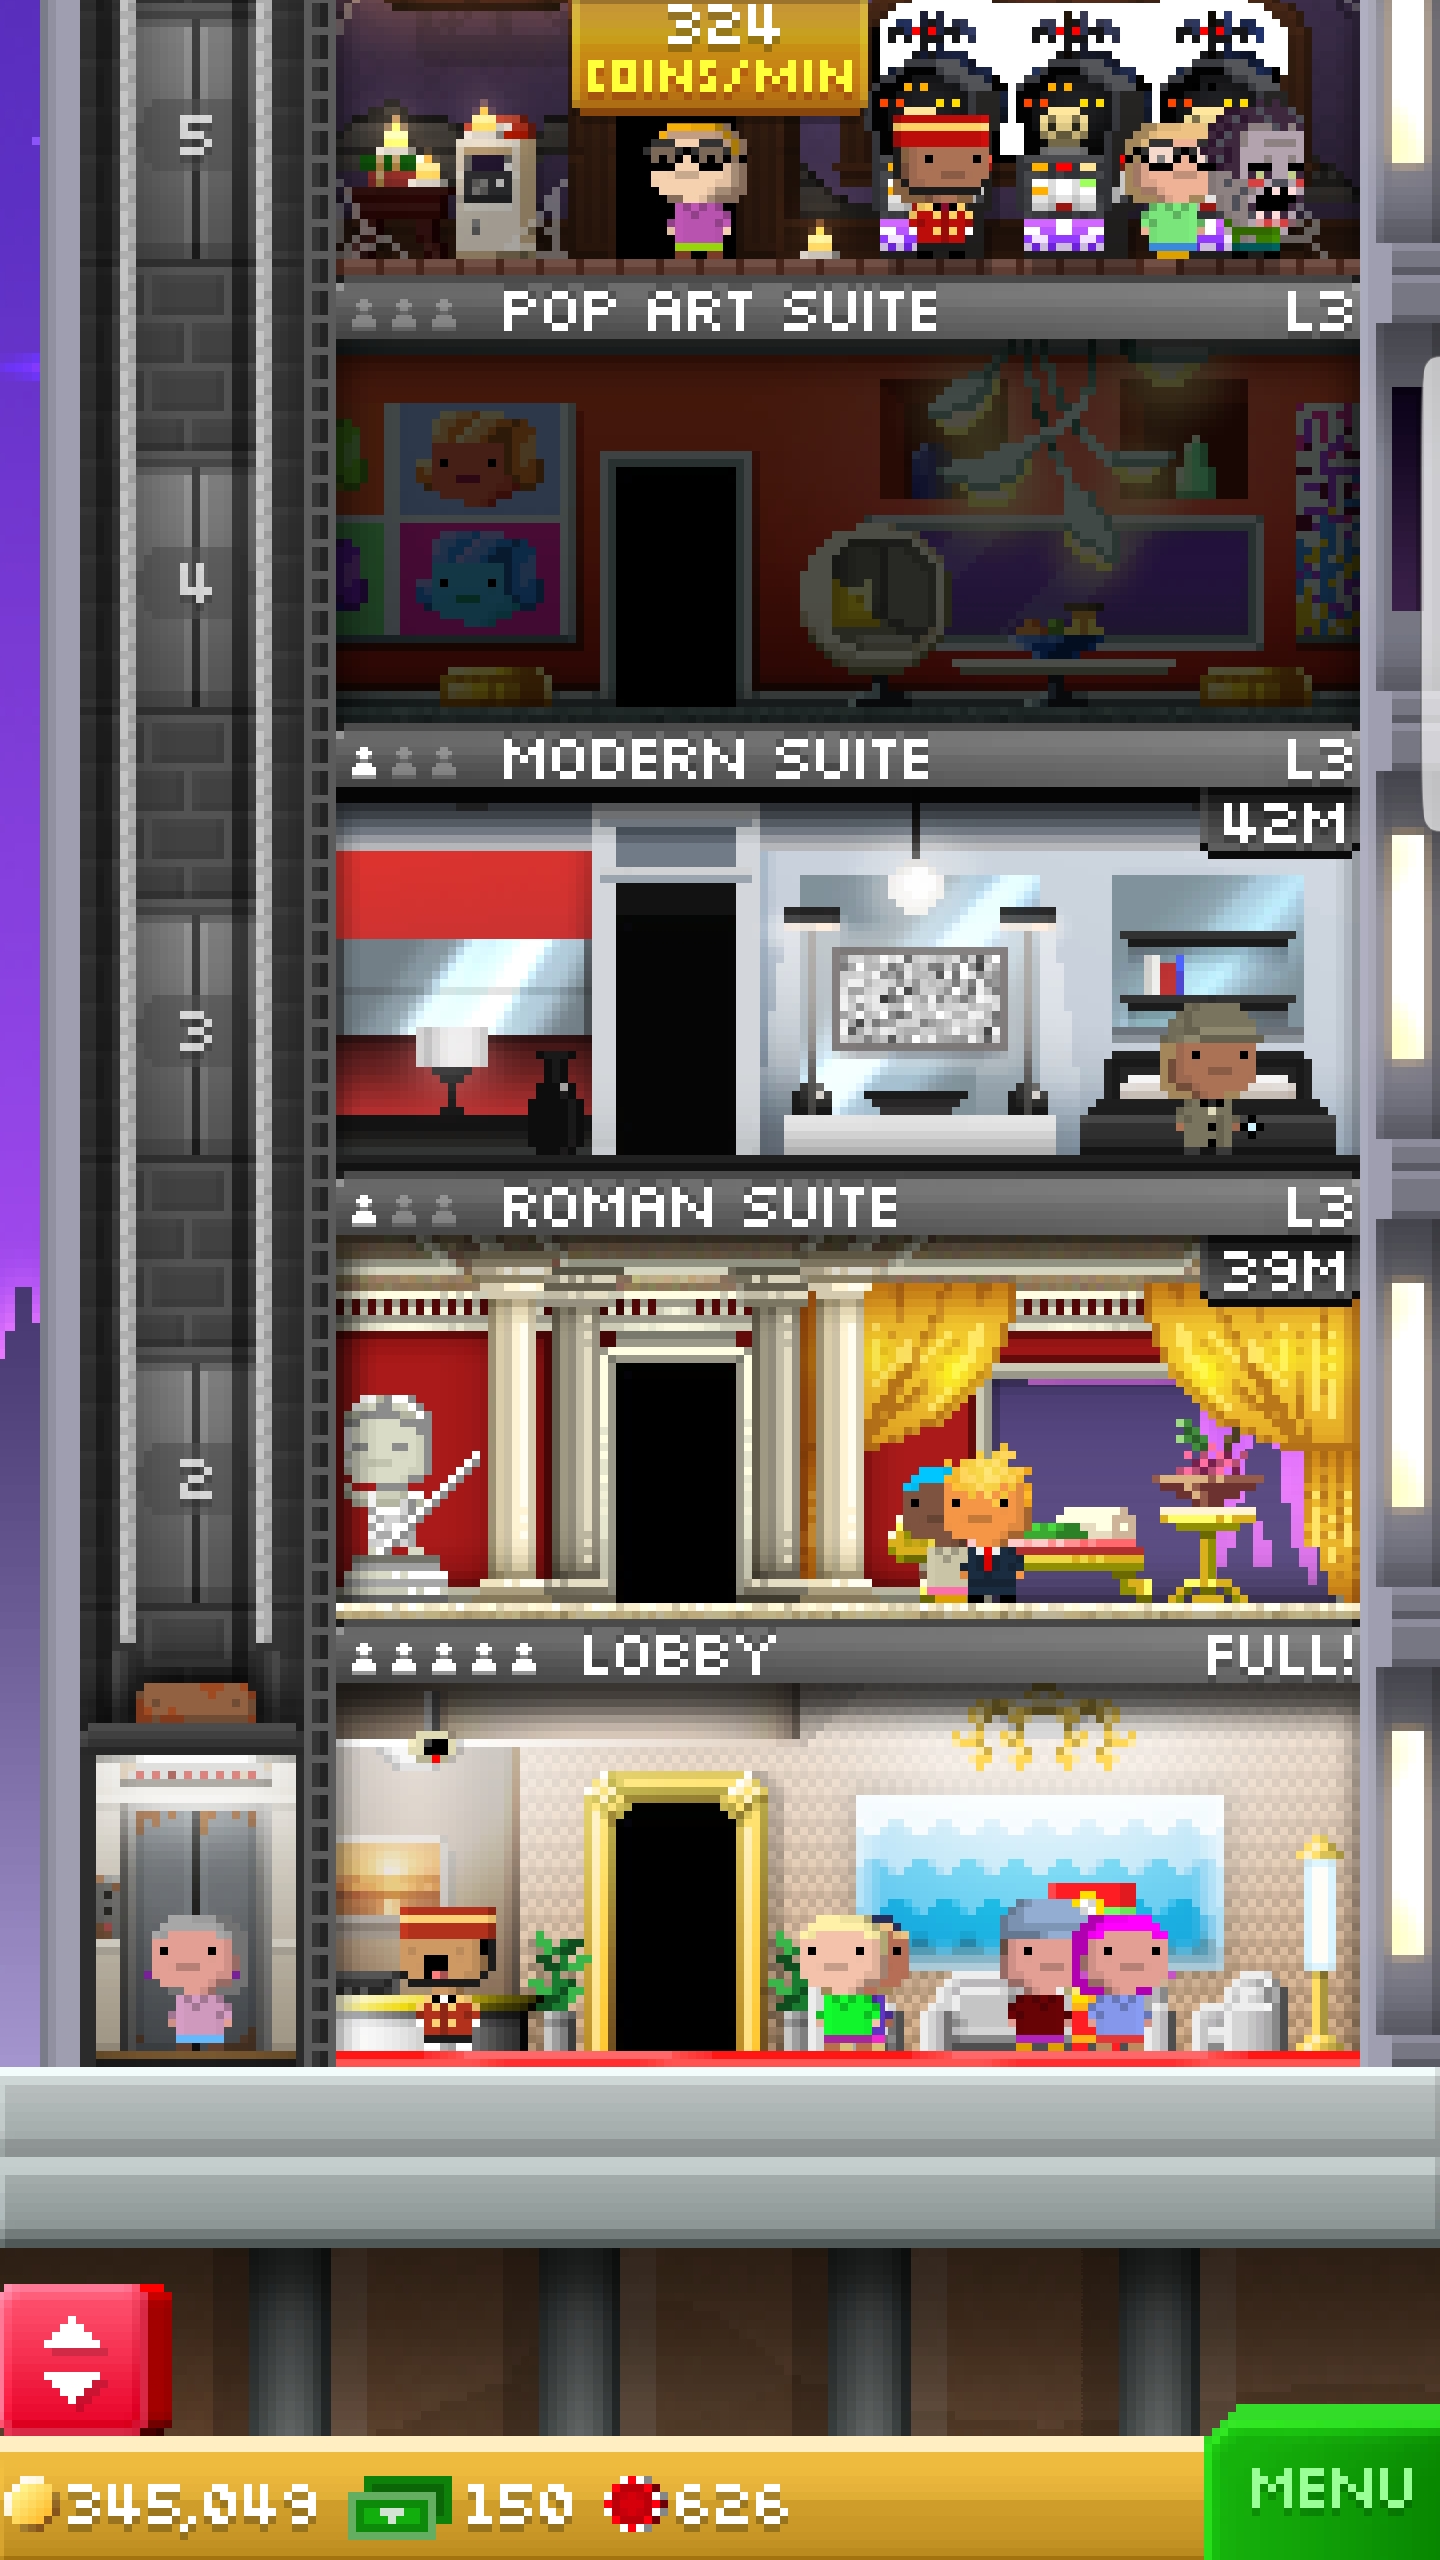 324
COINS/MIN
5
POP ART SUITE L3
4
MODERN SUITE L3
42M
3
ROMAN SUITE L3
39M
2
LOBBY FULL!
345,049 150 626
MENU